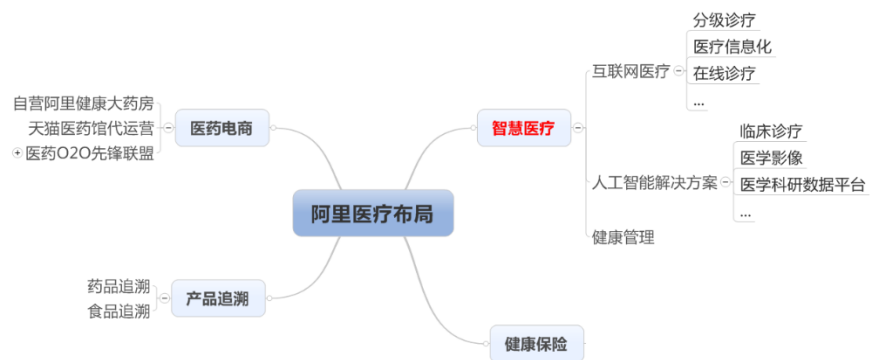 阿里医疗布局
医药电商
自营阿里健康大药房
天猫医药馆代运营
医药O2O先锋联盟
产品追溯
药品追溯
食品追溯
智慧医疗
互联网医疗
分级诊疗
医疗信息化
在线诊疗
...
人工智能解决方案
临床诊疗
医学影像
医学科研数据平台
...
健康管理
健康保险